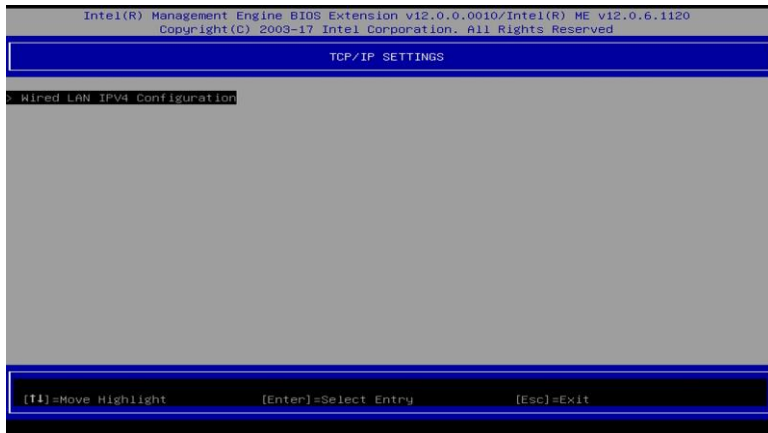 Intel(R) Management Engine BIOS Extension v12.0.0.0010/Intel(R) ME v12.0.6.1120
Copyright(C) 2003-17 Intel Corporation. All Rights Reserved
TCP/IP SETTINGS
> Wired LAN IPV4 Configuration
[↑↓]=Move Highlight [Enter]=Select Entry [Esc]=Exit